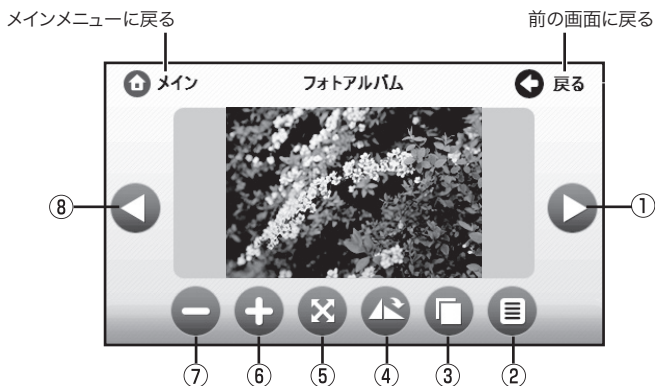 メインメニューに戻る
前の画面に戻る
メイン
フォトアルバム
戻る
⑧
①
⑦
⑥
⑤
④
③
②